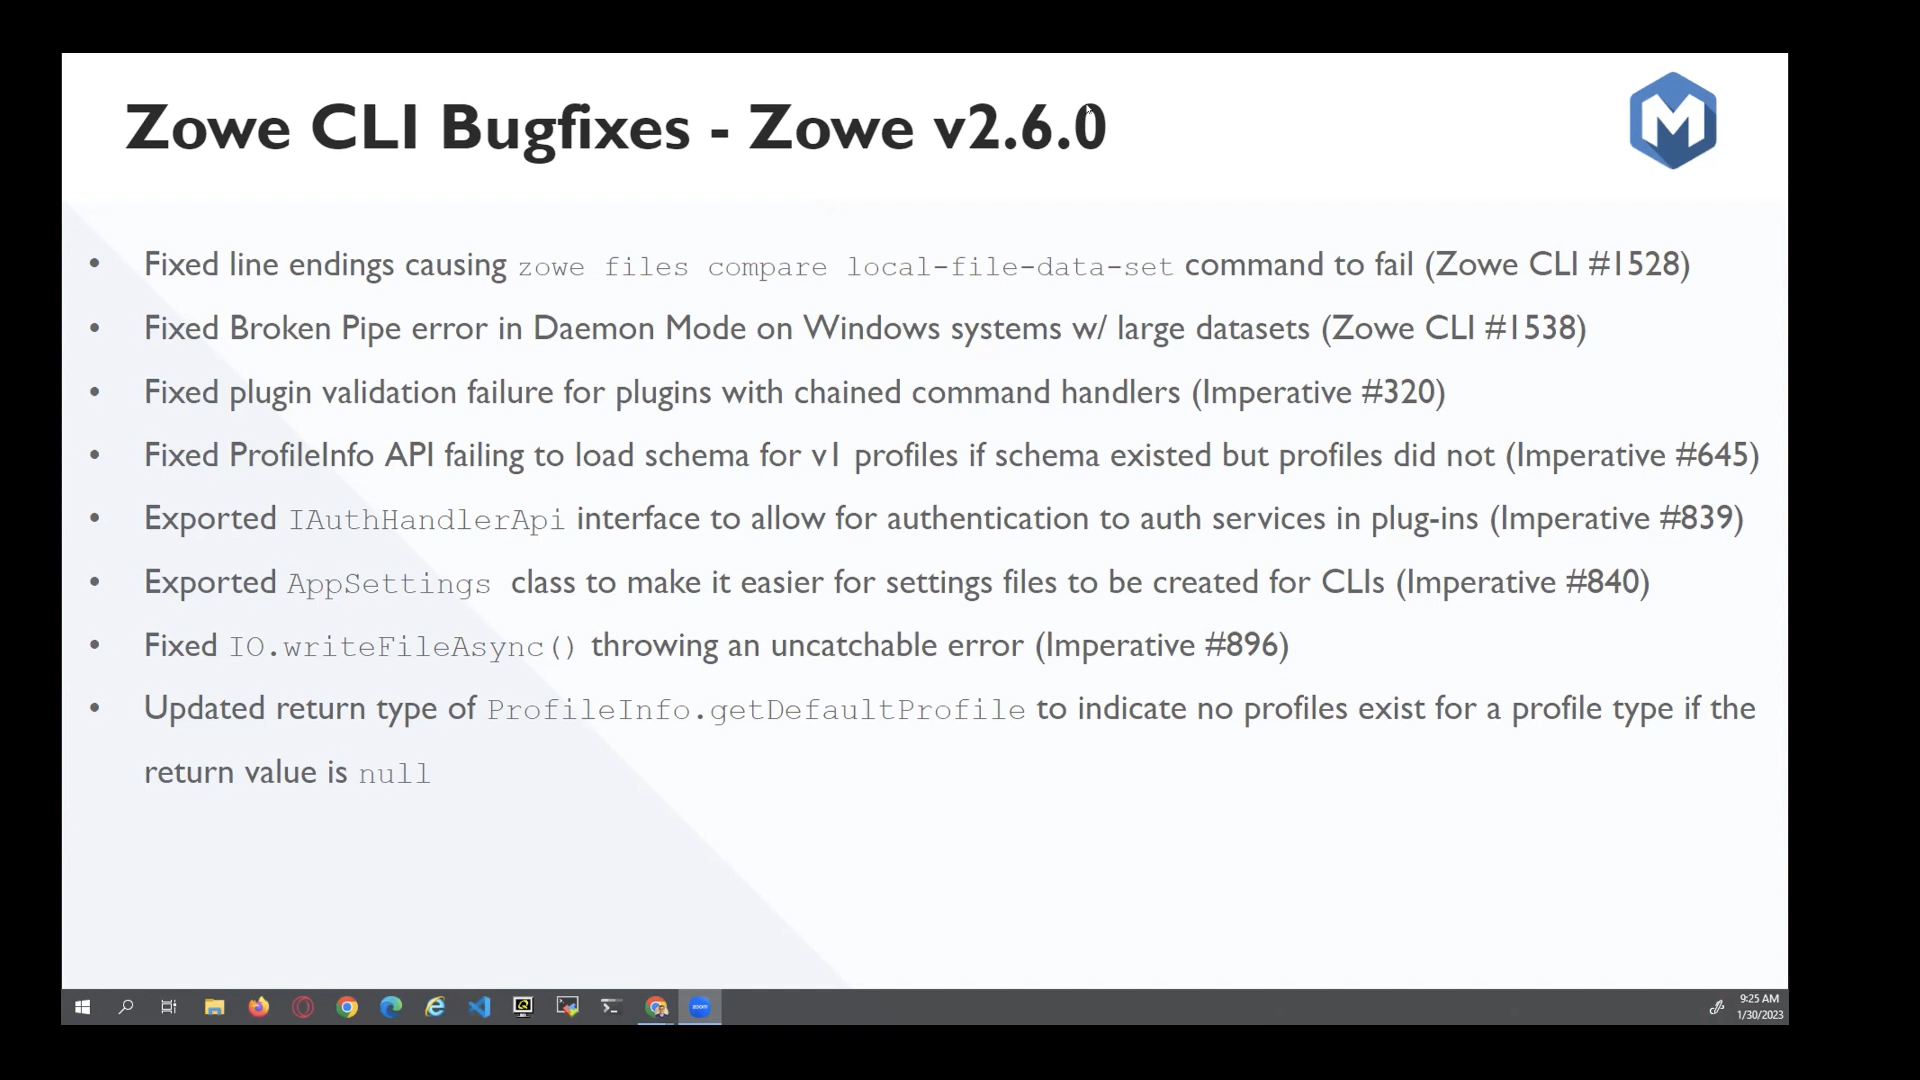 Zowe CLI Bugfixes - Zowe v2.6.0
M
• Fixed line endings causing zowe files compare local-file-data-set command to fail (Zowe CLI #1528)
• Fixed Broken Pipe error in Daemon Mode on Windows systems w/ large datasets (Zowe CLI #1538)
• Fixed plugin validation failure for plugins with chained command handlers (Imperative #320)
• Fixed ProfileInfo API failing to load schema for v1 profiles if schema existed but profiles did not (Imperative #645)
• Exported IAuthHandlerApi interface to allow for authentication to auth services in plug-ins (Imperative #839)
• Exported AppSettings class to make it easier for settings files to be created for CLIs (Imperative #840)
• Fixed IO.writeFileAsync() throwing an uncatchable error (Imperative #896)
• Updated return type of ProfileInfo.getDefaultProfile to indicate no profiles exist for a profile type if the
return value is null
zoom
9:25 AM
1/30/2023